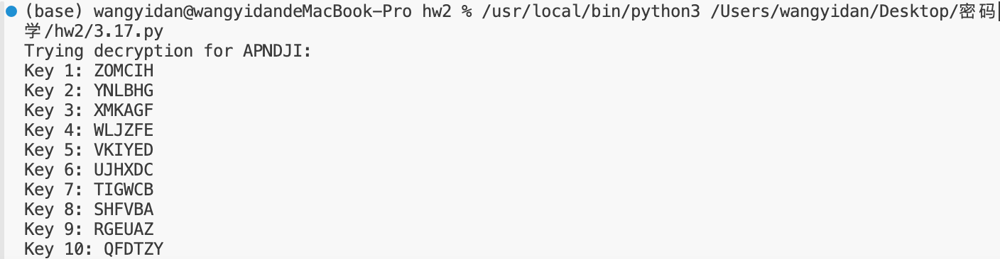 (base) wangyidan@wangyidandeMacBook-Pro hw2 % /usr/local/bin/python3 /Users/wangyidan/Desktop/密码
学/hw2/3.17.py
Trying decryption for APNDJI:
Key 1: ZOMCIH
Key 2: YNLBHG
Key 3: XMKAGF
Key 4: WLJZFE
Key 5: VKIYED
Key 6: UJHXDC
Key 7: TIGWCB
Key 8: SHFVBA
Key 9: RGEUAZ
Key 10: QFDTZY